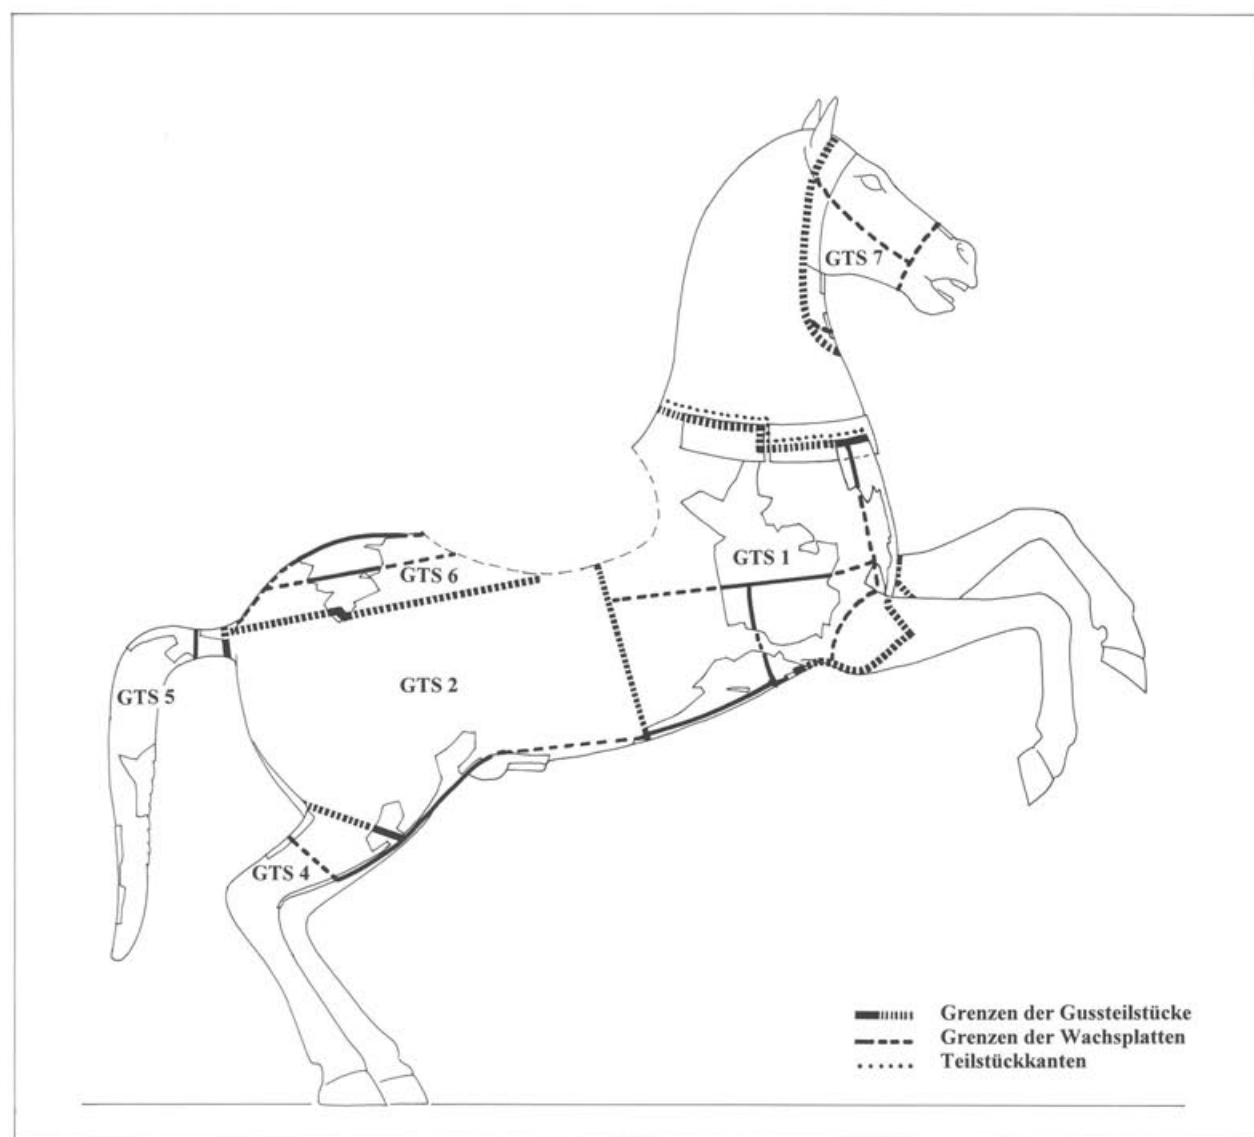 GTS 7
GTS 1
GTS 6
GTS 2
GTS 5
GTS 4
Grenzen der Gussteilstücke
Grenzen der Wachsplatten
Teilstückkanten